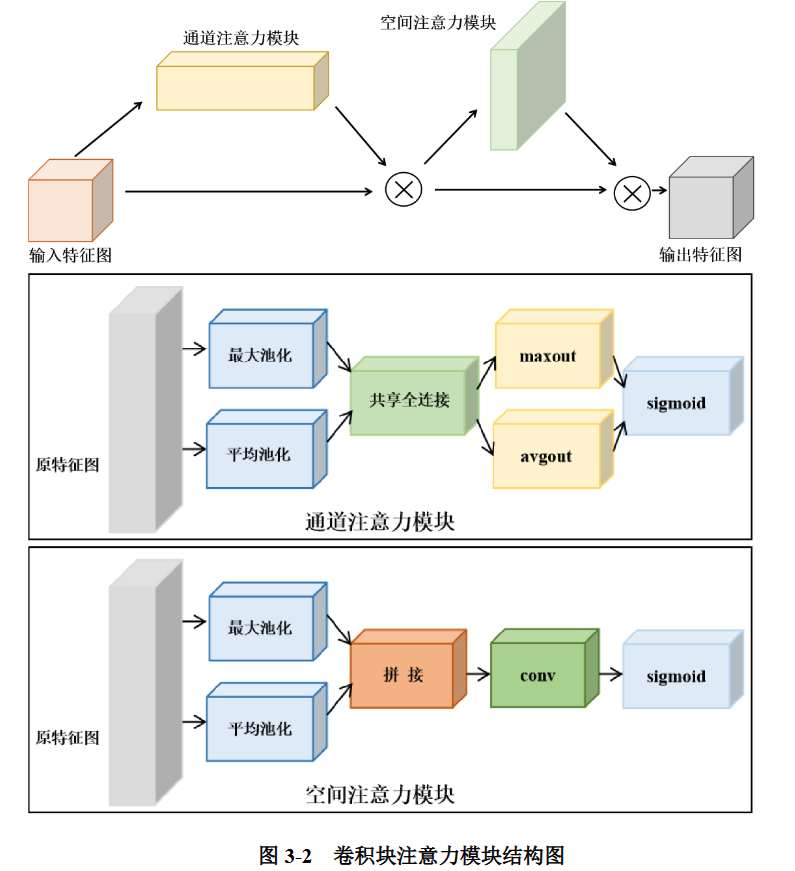 通道注意力模块
空间注意力模块
输入特征图
输出特征图
最大池化
maxout
共享全连接
sigmoid
原特征图
平均池化
avgout
通道注意力模块
最大池化
拼 接
conv
sigmoid
原特征图
平均池化
空间注意力模块
图 3-2 卷积块注意力模块结构图